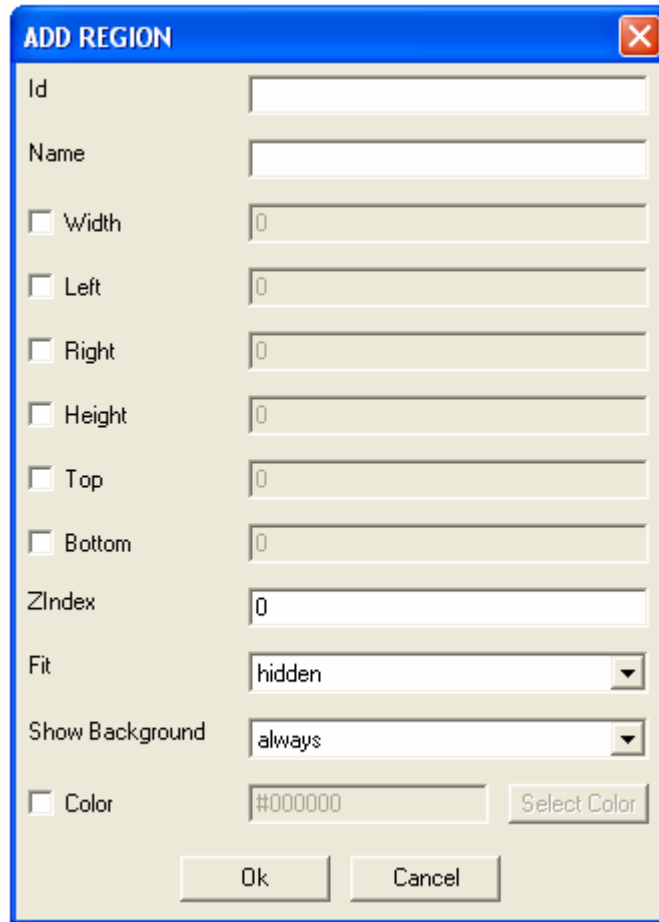 ADD REGION
Id
Name
Width 0
Left 0
Right 0
Height 0
Top 0
Bottom 0
ZIndex 0
Fit hidden
Show Background always
Color #000000 Select Color
Ok Cancel